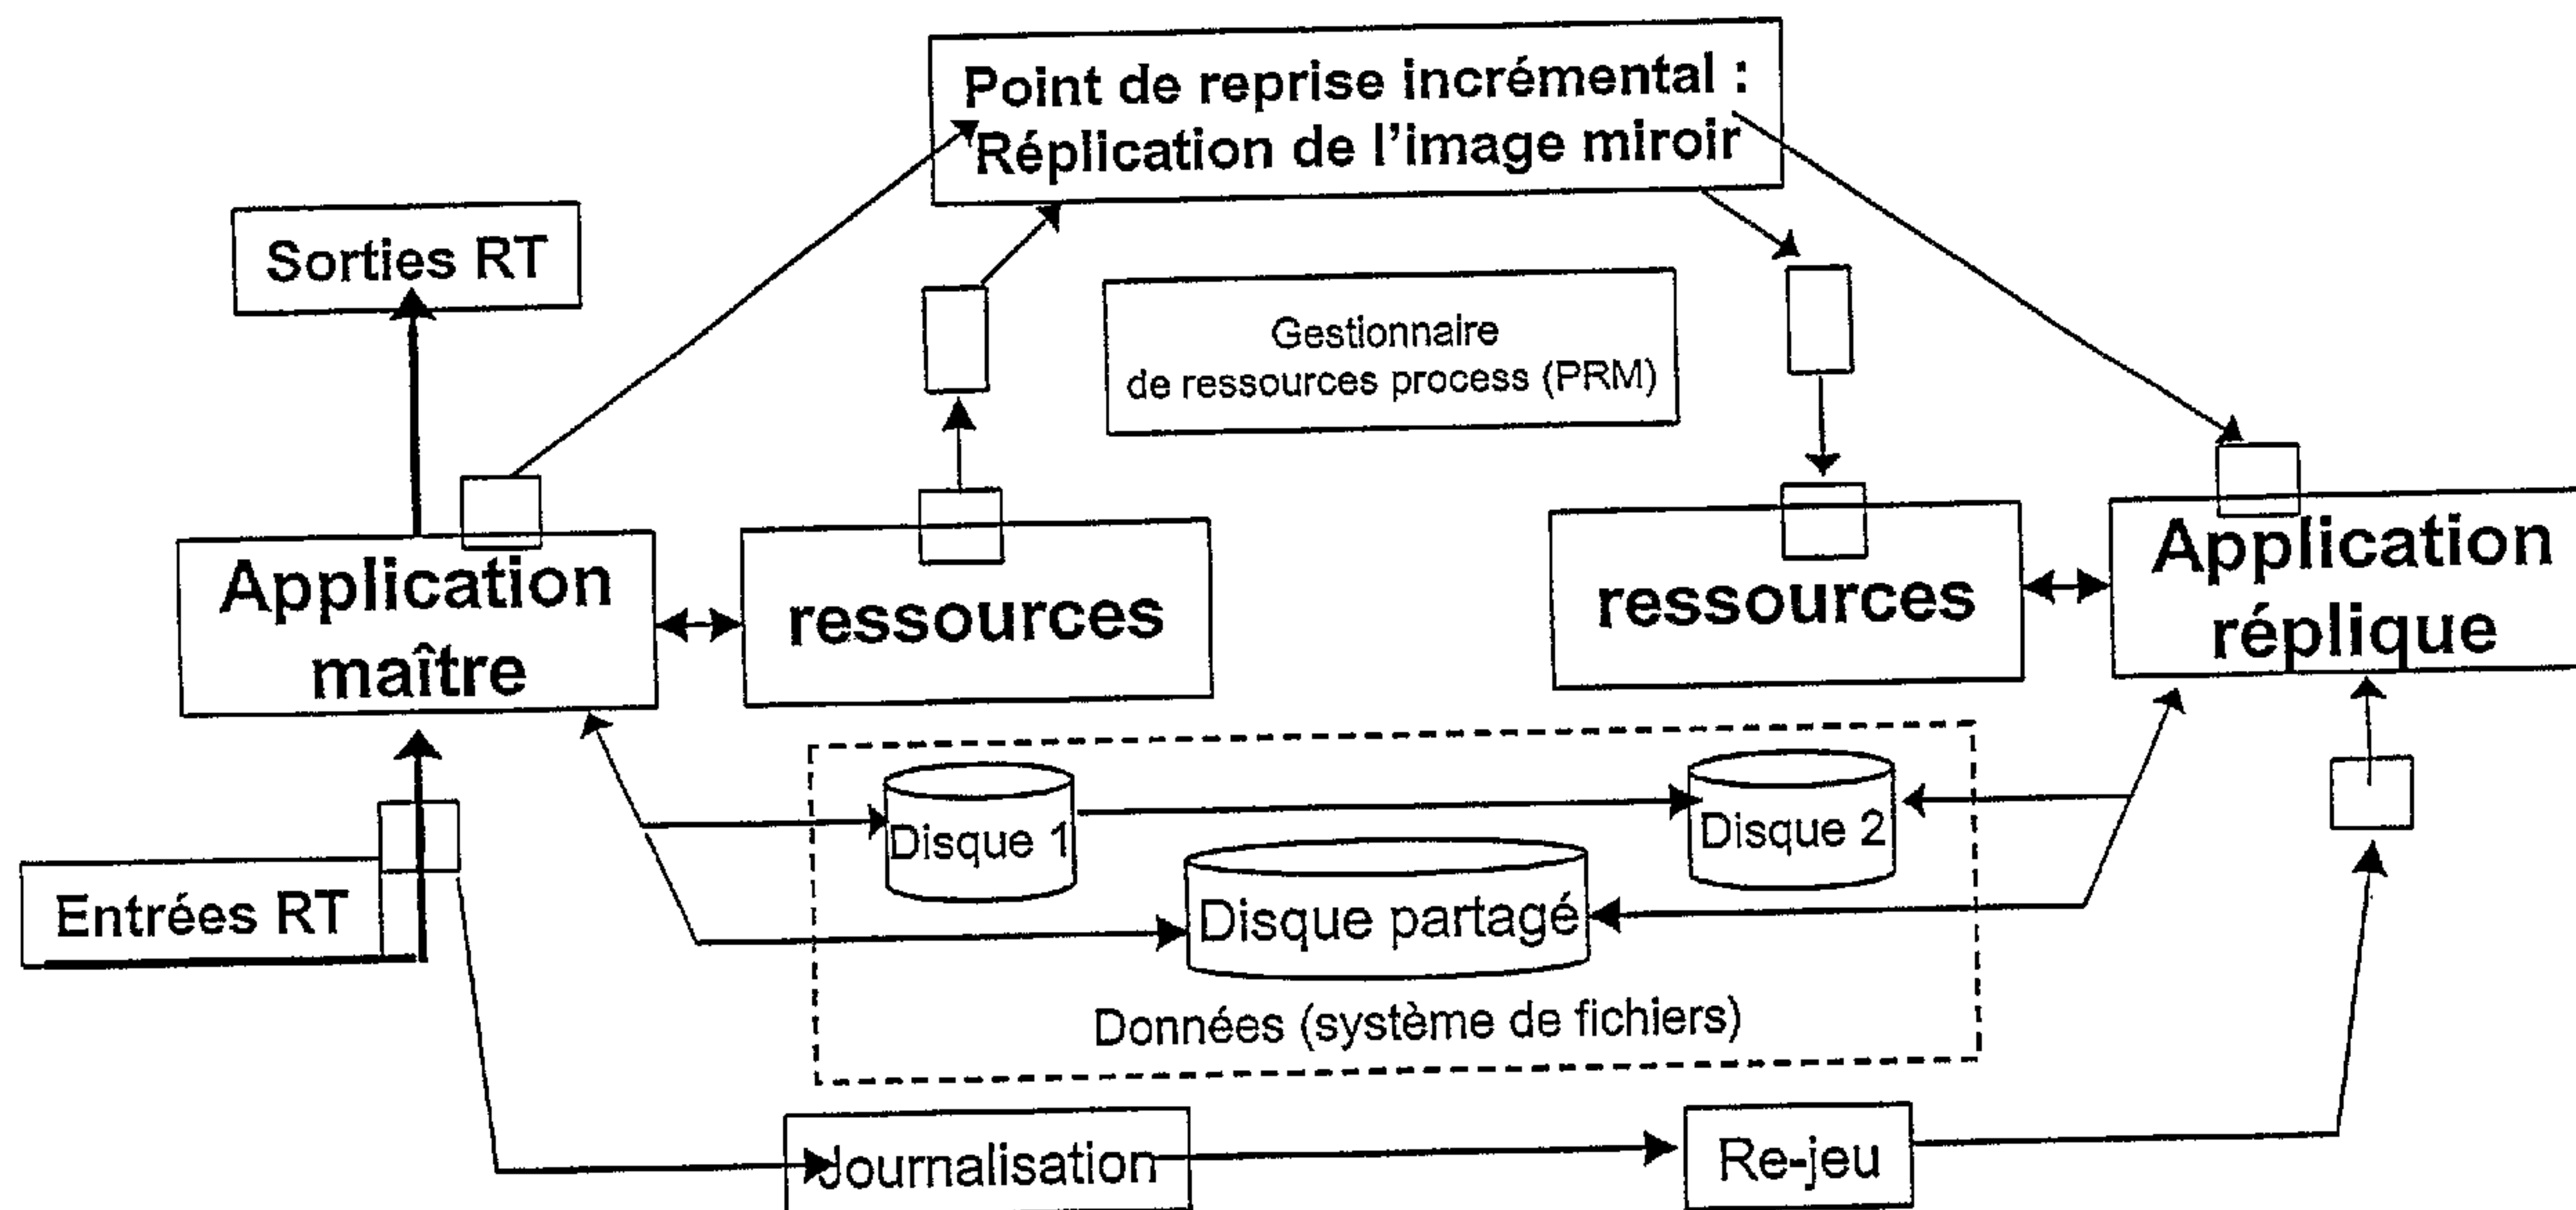 Point de reprise incrémental :
Réplication de l'image miroir
Sorties RT
Gestionnaire
de ressources process (PRM)
Application
maître
ressources
ressources
Application
réplique
Disque 1
Disque 2
Disque partagé
Entrées RT
Données (système de fichiers)
Journalisation
Re-jeu